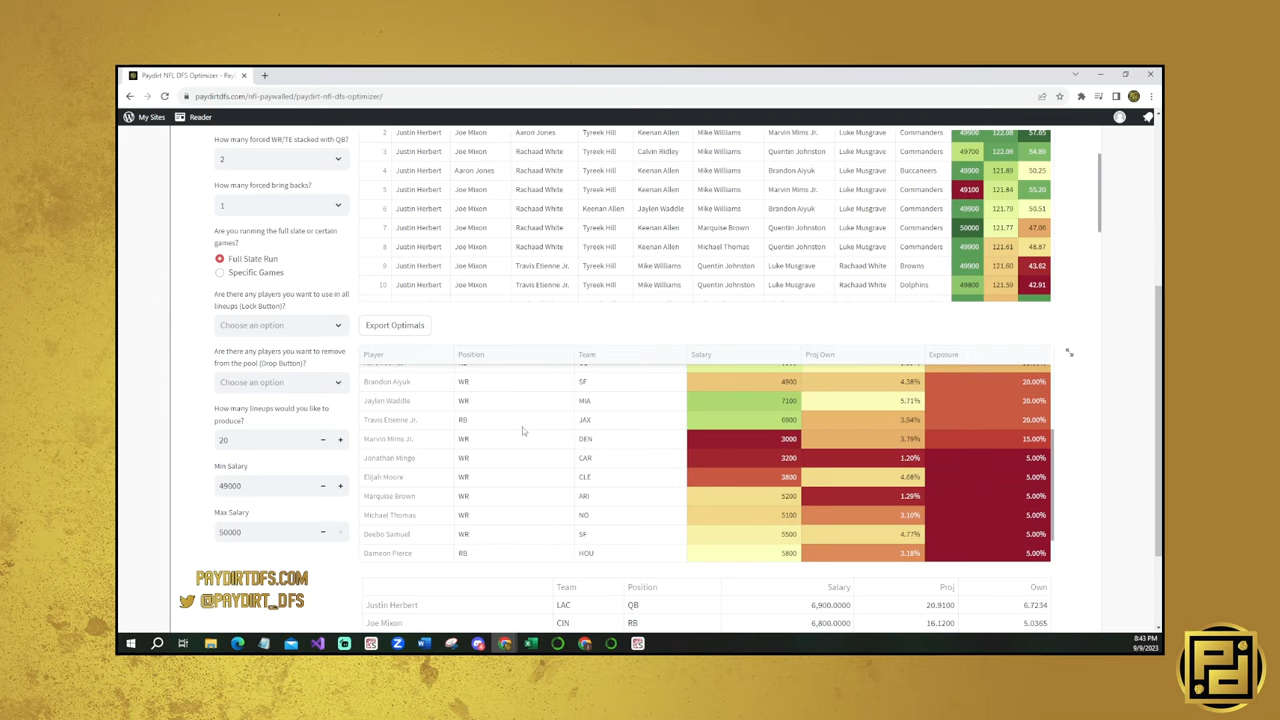 Paydirt NFL DFS Optimizer - Pay
paydirtdfs.com/nfl-paywalled/paydirt-nfl-dfs-optimizer/
My Sites Reader
How many forced WR/TE stacked with QB?
2
How many forced bring backs?
1
Are you running the full slate or certain
games?
Full Slate Run
Specific Games
Are there any players you want to use in all
lineups (Lock Button)?
Choose an option
Are there any players you want to remove
from the pool (Drop Button)?
Choose an option
How many lineups would you like to
produce?
20
Min Salary
49000
Max Salary
50000
PAYDIRTDFS.COM
@PAYDIRT_DFS
2 Justin Herbert Joe Mixon Aaron Jones Tyreek Hill Keenan Allen Mike Williams Marvin Mims Jr. Luke Musgrave Commanders 49900 122.08 57.65
3 Justin Herbert Joe Mixon Rachaad White Tyreek Hill Calvin Ridley Mike Williams Quentin Johnston Luke Musgrave Commanders 49700 122.06 54.80
4 Justin Herbert Aaron Jones Rachaad White Tyreek Hill Keenan Allen Mike Williams Brandon Aiyuk Luke Musgrave Buccaneers 49900 121.89 50.25
5 Justin Herbert Joe Mixon Rachaad White Tyreek Hill Keenan Allen Mike Williams Marvin Mims Jr. Luke Musgrave Commanders 49100 121.84 55.20
6 Justin Herbert Joe Mixon Rachaad White Keenan Allen Jaylen Waddle Mike Williams Brandon Aiyuk Luke Musgrave Commanders 49900 121.79 50.51
7 Justin Herbert Joe Mixon Rachaad White Tyreek Hill Keenan Allen Marquise Brown Quentin Johnston Luke Musgrave Commanders 50000 121.77 47.06
8 Justin Herbert Joe Mixon Rachaad White Tyreek Hill Keenan Allen Michael Thomas Quentin Johnston Luke Musgrave Commanders 49900 121.61 48.87
9 Justin Herbert Joe Mixon Rachaad White Travis Etienne Jr. Tyreek Hill Mike Williams Quentin Johnston Luke Musgrave Rachaad White Browns 49900 121.60 43.62
10 Justin Herbert Joe Mixon Travis Etienne Jr. Tyreek Hill Mike Williams Quentin Johnston Luke Musgrave Rachaad White Dolphins 49800 121.59 42.91
Export Optimals
Player Position Team Salary Proj Own Exposure
Brandon Aiyuk WR SF 4900 4.38% 20.00%
Jaylen Waddle WR MIA 7100 5.71% 20.00%
Travis Etienne Jr. RB JAX 6900 3.94% 20.00%
Marvin Mims Jr. WR DEN 3000 3.79% 15.00%
Jonathan Mingo WR CAR 3200 1.20% 5.00%
Elijah Moore WR CLE 3800 4.68% 5.00%
Marquise Brown WR ARI 5200 1.29% 5.00%
Michael Thomas WR NO 5100 3.10% 5.00%
Deebo Samuel WR SF 5500 4.77% 5.00%
Dameon Pierce RB HOU 5800 3.18% 5.00%
Team Position Salary Proj Own
Justin Herbert LAC QB 6,900.0000 20.9100 6.7234
Joe Mixon CIN RB 6,800.0000 16.1200 5.0365
8:43 PM
9/9/2023